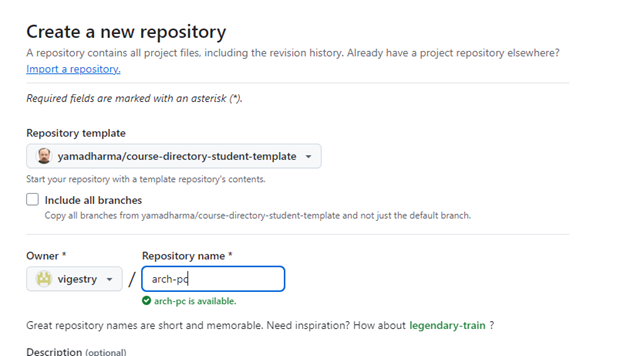 Create a new repository
A repository contains all project files, including the revision history. Already have a project repository elsewhere?
Import a repository.
Required fields are marked with an asterisk (*).
Repository template
yamadharma/course-directory-student-template
Start your repository with a template repository's contents.
Include all branches
Copy all branches from yamadharma/course-directory-student-template and not just the default branch.
Owner * Repository name *
vigestry / arch-pc
arch-pc is available.
Great repository names are short and memorable. Need inspiration? How about legendary-train ?
Description (optional)